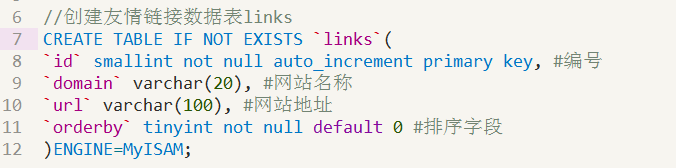 6 //创建友情链接数据表links
7 CREATE TABLE IF NOT EXISTS `links`(
8 `id` smallint not null auto_increment primary key, #编号
9 `domain` varchar(20), #网站名称
10 `url` varchar(100), #网站地址
11 `orderby` tinyint not null default 0 #排序字段
12 )ENGINE=MyISAM;